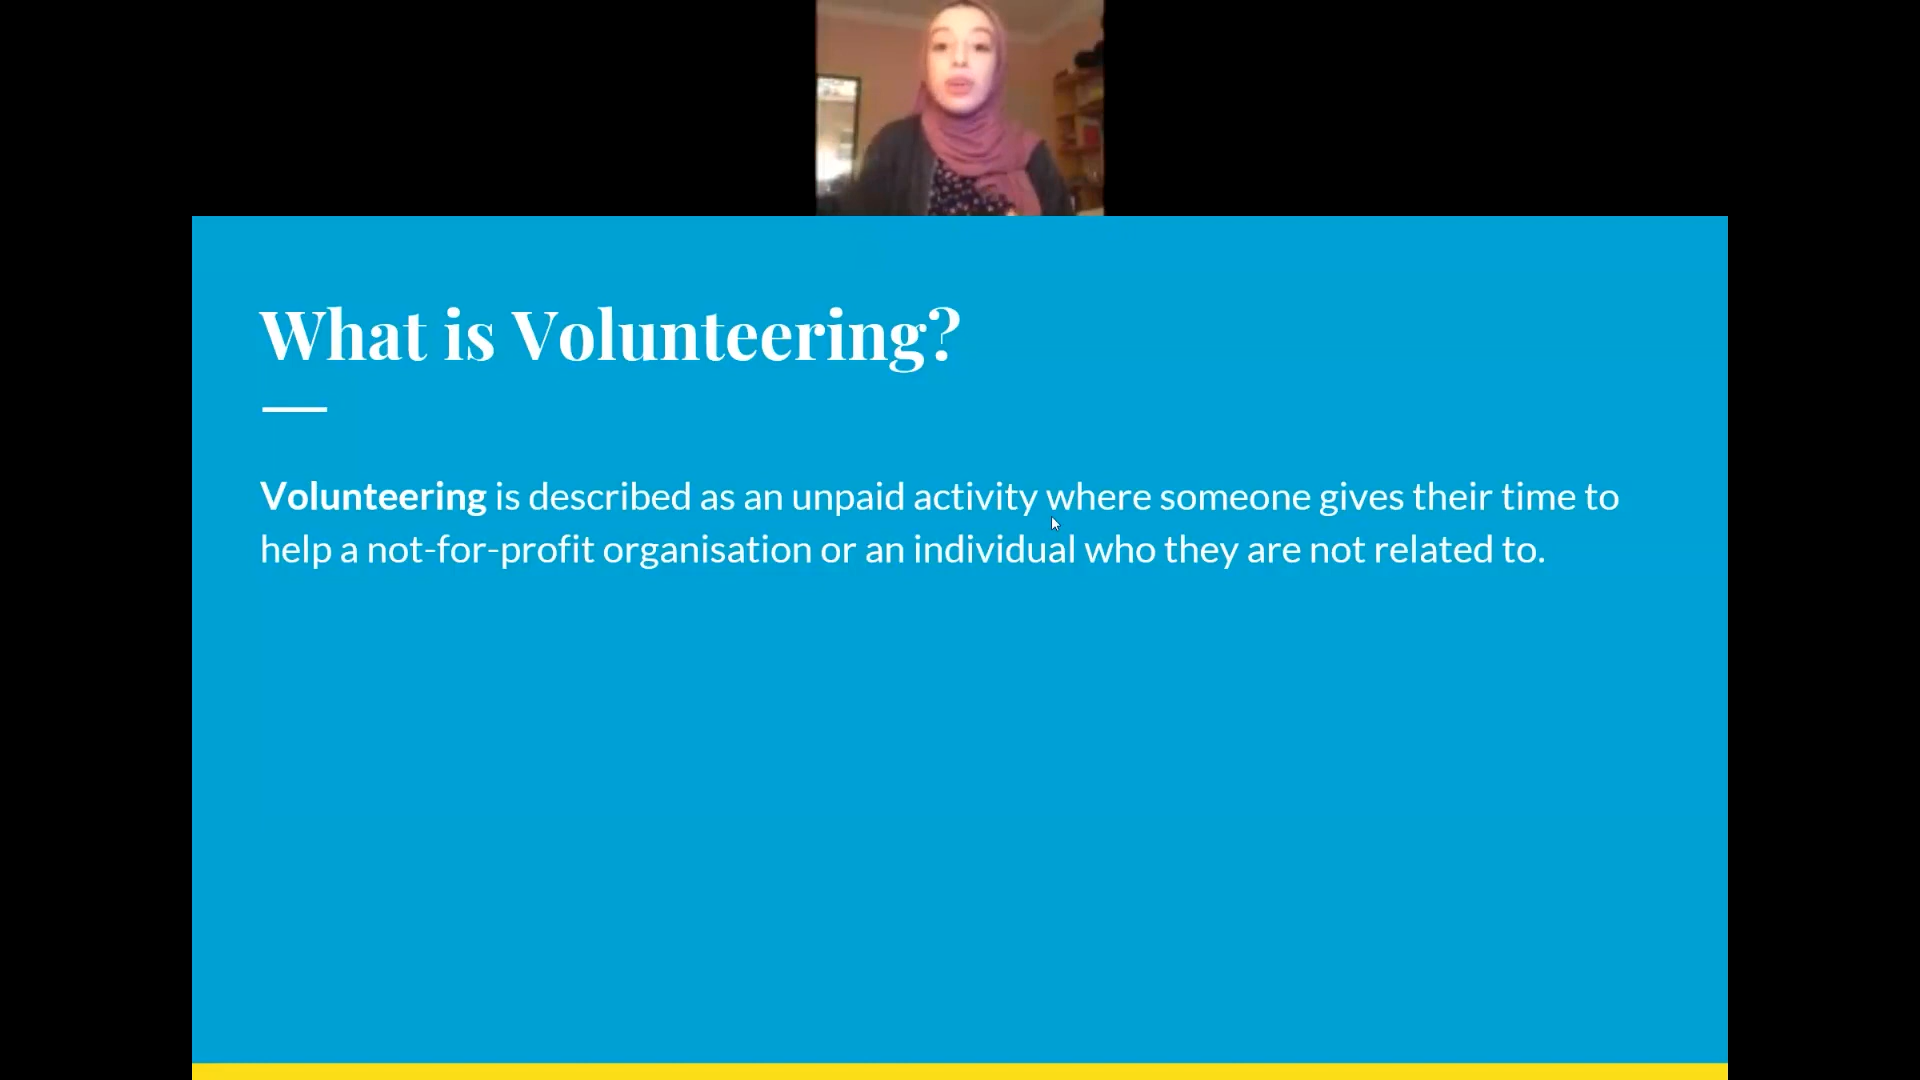 What is Volunteering?
Volunteering is described as an unpaid activity where someone gives their time to
help a not-for-profit organisation or an individual who they are not related to.